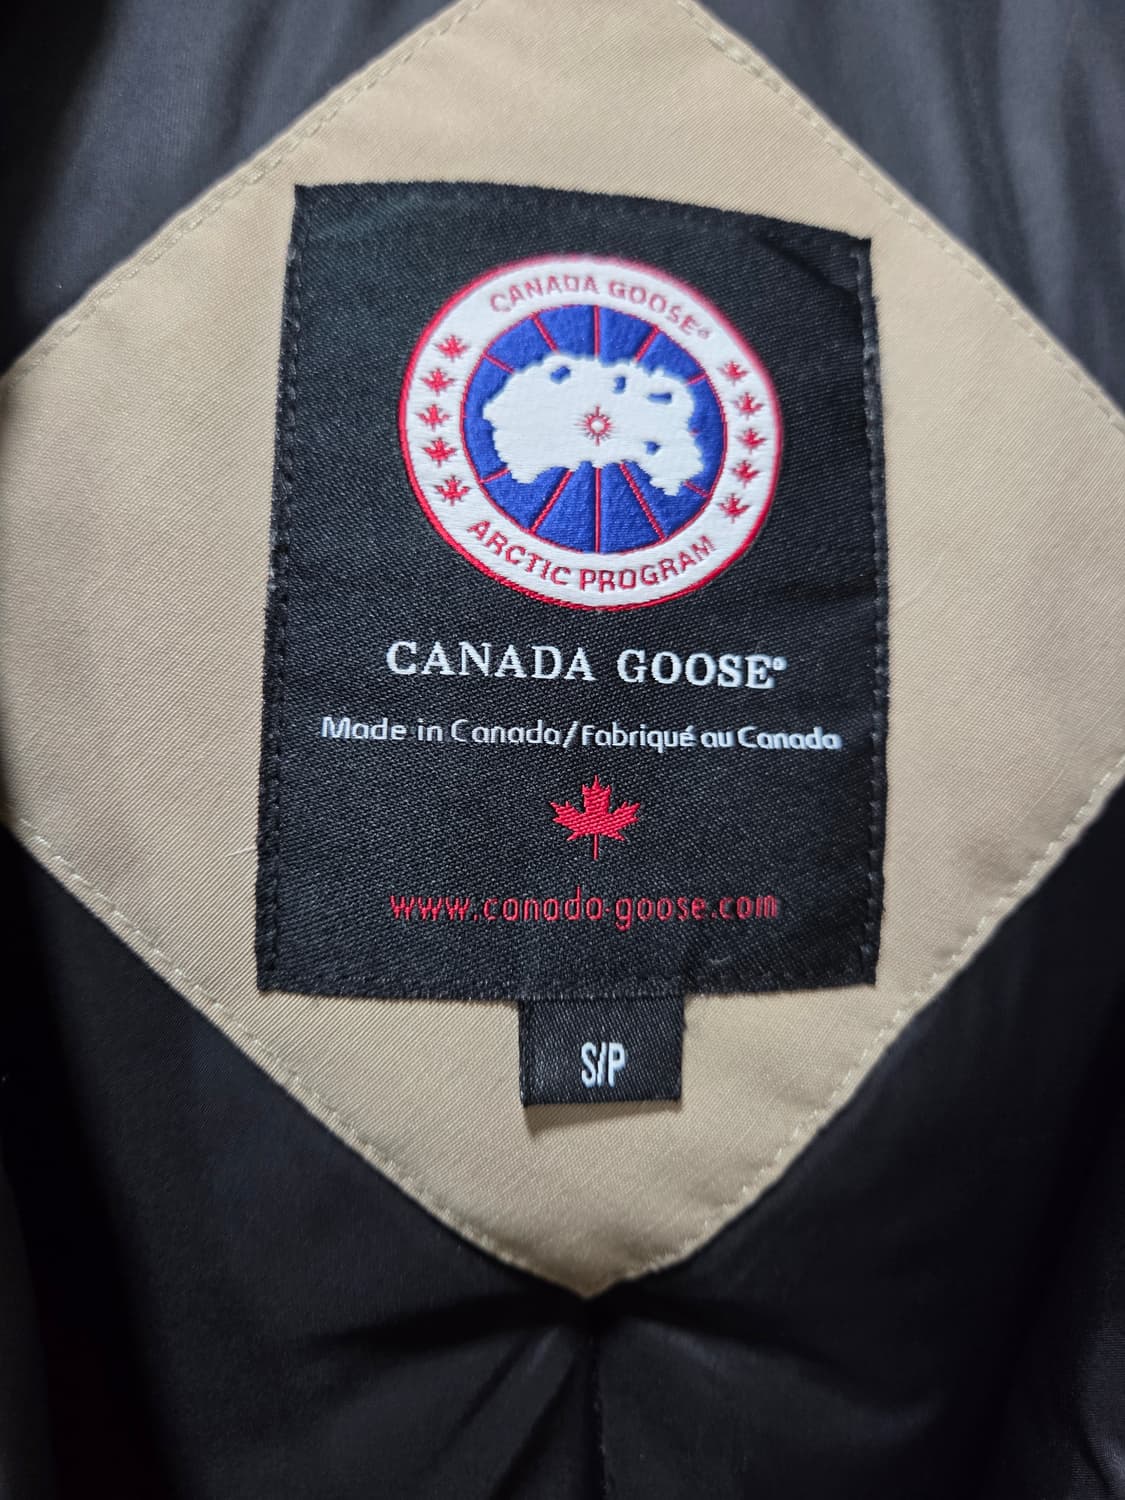 CANADA GOOSE®
ARCTIC PROGRAM
CANADA GOOSE®
Made in Canada/Fabriqué au Canada
www.canada-goose.com
S/P